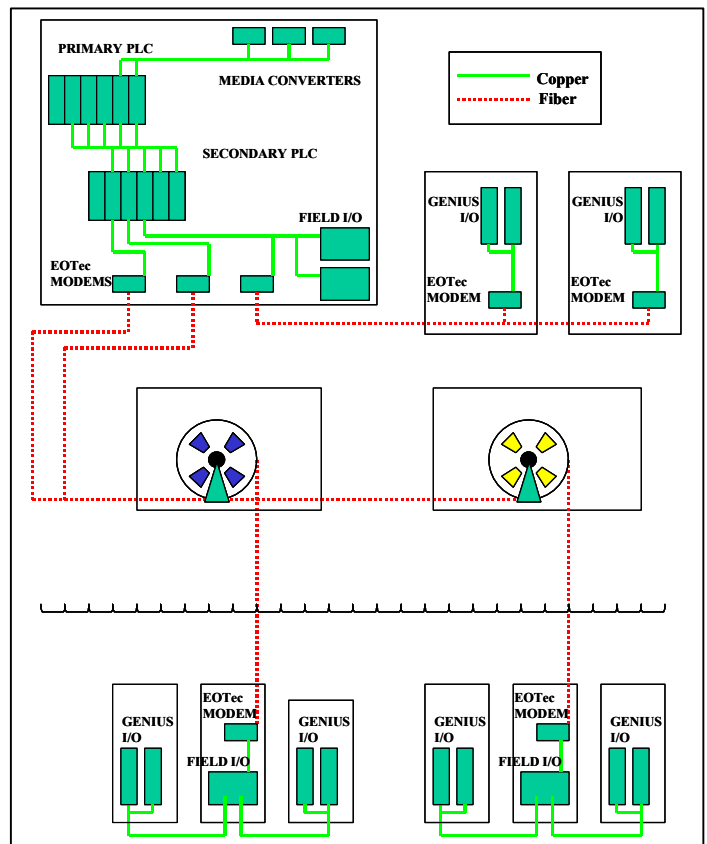 PRIMARY PLC
MEDIA CONVERTERS
Copper
Fiber
SECONDARY PLC
FIELD I/O
EOTec
MODEMS
GENIUS
I/O
EOTec
MODEM
GENIUS
I/O
EOTec
MODEM
GENIUS
I/O
EOTec
MODEM
FIELD I/O
GENIUS
I/O
GENIUS
I/O
EOTec
MODEM
FIELD I/O
GENIUS
I/O